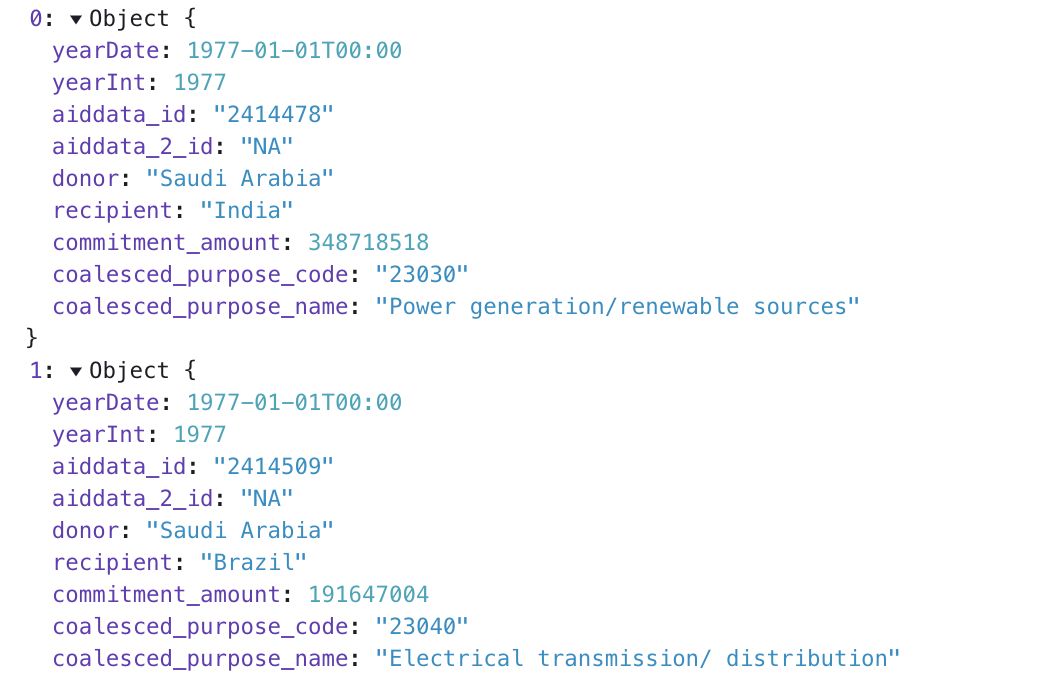 0: ▼Object {
yearDate: 1977-01-01T00:00
yearInt: 1977
aiddata_id: "2414478"
aiddata_2_id: "NA"
donor: "Saudi Arabia"
recipient: "India"
commitment_amount: 348718518
coalesced_purpose_code: "23030"
coalesced_purpose_name: "Power generation/renewable sources"
}
1: ▼Object {
yearDate: 1977-01-01T00:00
yearInt: 1977
aiddata_id: "2414509"
aiddata_2_id: "NA"
donor: "Saudi Arabia"
recipient: "Brazil"
commitment_amount: 191647004
coalesced_purpose_code: "23040"
coalesced_purpose_name: "Electrical transmission/ distribution"